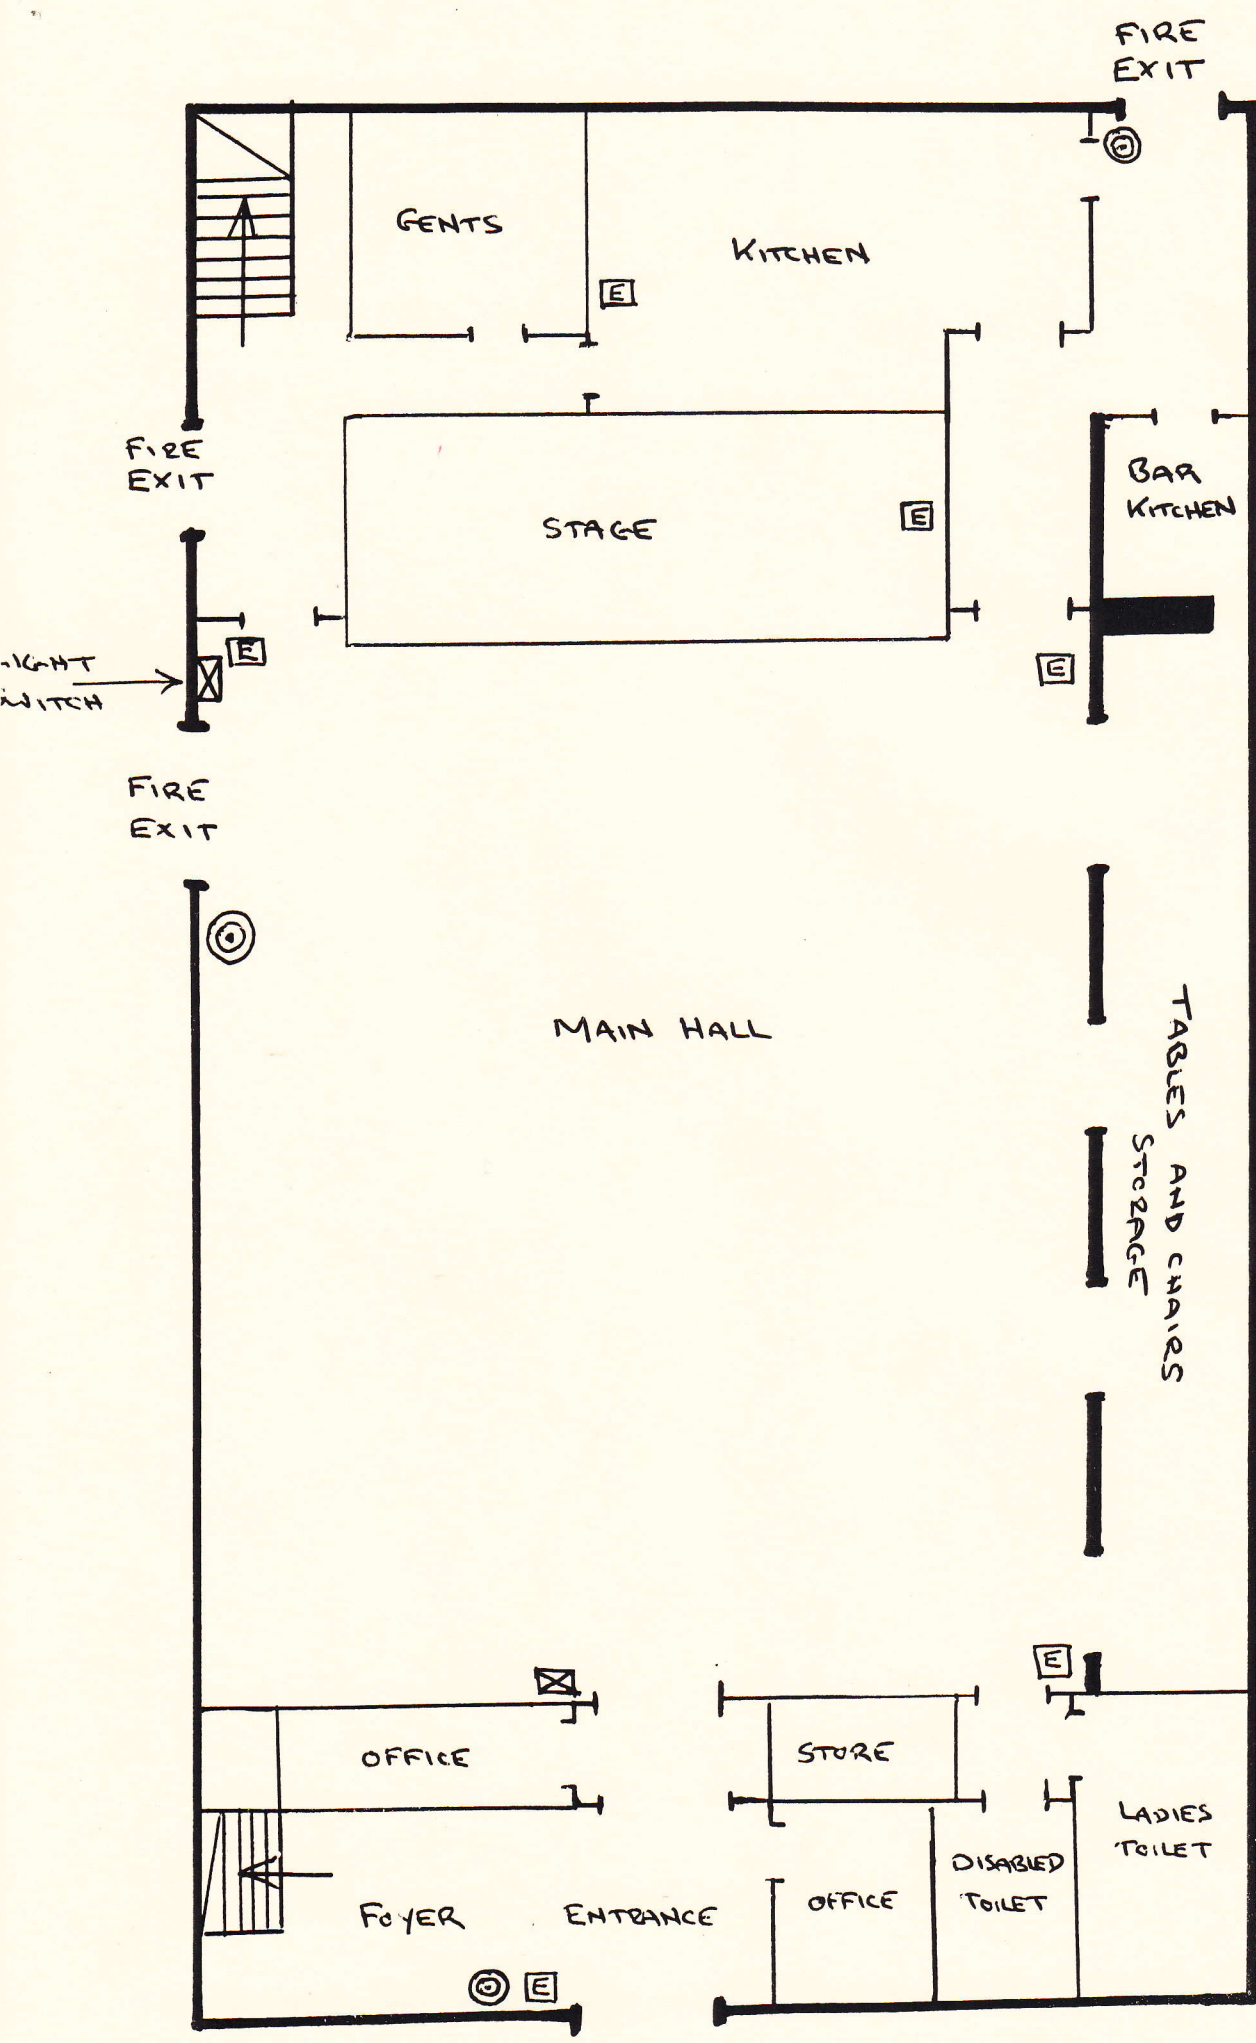 FIRE
EXIT
GENTS
KITCHEN
E
FIRE
EXIT
BAR
KITCHEN
STAGE
E
E
E
WITCH
FIRE
EXIT
MAIN HALL
TABLES AND CHAIRS
STORAGE
E
OFFICE
STORE
LADIES
TOILET
DISABLED
TOILET
OFFICE
FOYER
ENTRANCE
E